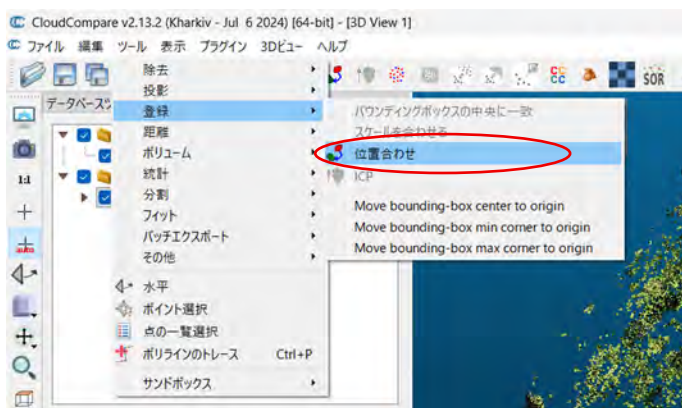 CloudCompare v2.13.2 (Kharkiv - Jul 6 2024) [64-bit] - [3D View 1]
ファイル 編集 ツール 表示 プラグイン 3Dビュー ヘルプ
SOR
データベースツ
除去
投影
登録
距離
ボリューム
統計
分割
フィット
バッチエクスポート
その他
水平
ポイント選択
点の一覧選択
ポリラインのトレース Ctrl+P
サンドボックス
バウンディングボックスの中央に一致
スケールを合わせる
位置合わせ
ICP
Move bounding-box center to origin
Move bounding-box min corner to origin
Move bounding-box max corner to origin
1:1
auto